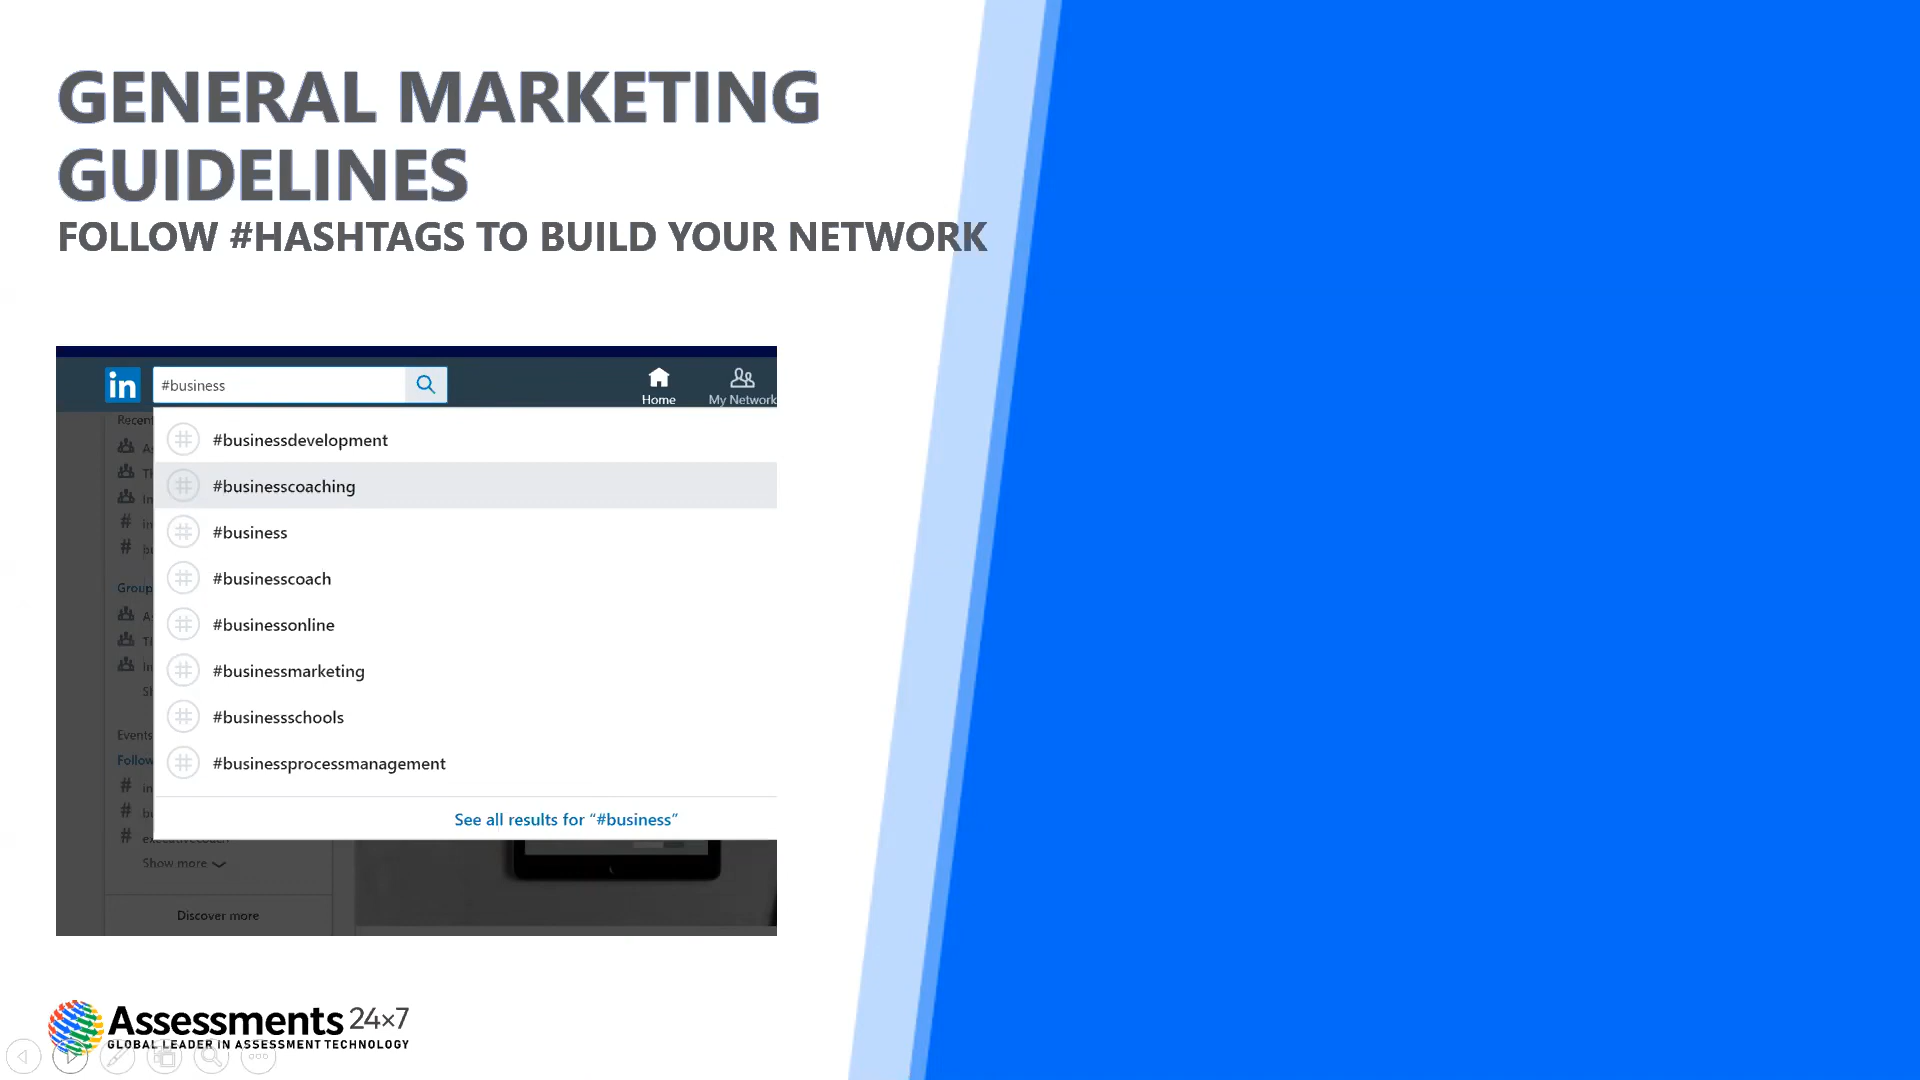 GENERAL MARKETING
GUIDELINES
FOLLOW #HASHTAGS TO BUILD YOUR NETWORK
in
#business
Home
My Network
#businessdevelopment
#businesscoaching
#business
#businesscoach
#businessonline
#businessmarketing
#businessschools
#businessprocessmanagement
See all results for “#business”
Recent
Group
Events
Follow
Show more
Discover more
Assessments 24×7
GLOBAL LEADER IN ASSESSMENT TECHNOLOGY